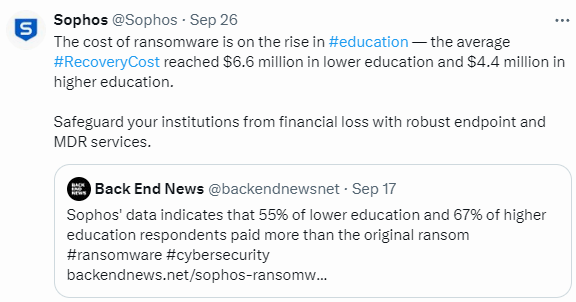 Sophos @Sophos · Sep 26
The cost of ransomware is on the rise in #education — the average
#RecoveryCost reached $6.6 million in lower education and $4.4 million in
higher education.
Safeguard your institutions from financial loss with robust endpoint and
MDR services.
BACK END NEWS
Back End News @backendnewsnet · Sep 17
Sophos' data indicates that 55% of lower education and 67% of higher
education respondents paid more than the original ransom
#ransomware #cybersecurity
backendnews.net/sophos-ransomw...